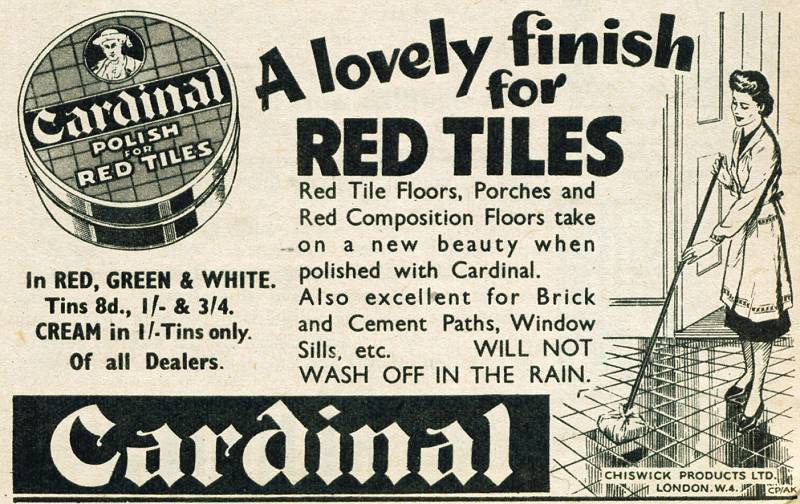 Cardinal
POLISH
FOR
RED TILES
A lovely finish
for
RED TILES
Red Tile Floors, Porches and
Red Composition Floors take
on a new beauty when
polished with Cardinal.
Also excellent for Brick
and Cement Paths, Window
Sills, etc. WILL NOT
WASH OFF IN THE RAIN.
In RED, GREEN & WHITE.
Tins 8d., 1/- & 3/4.
CREAM in 1/-Tins only.
Of all Dealers.
Cardinal
CHISWICK PRODUCTS LTD.
LONDON. W.4.
CP/AK